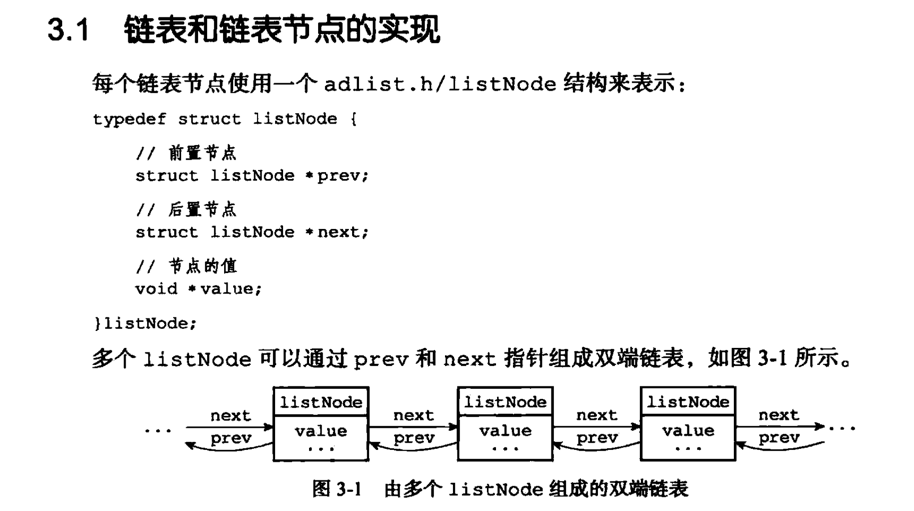 3.1 链表和链表节点的实现
每个链表节点使用一个 adlist.h/listNode 结构来表示：
typedef struct listNode {
// 前置节点
struct listNode *prev;
// 后置节点
struct listNode *next;
// 节点的值
void *value;
}listNode;
多个 listNode 可以通过 prev 和 next 指针组成双端链表，如图 3-1 所示。
listNode listNode listNode
next next next next
... value value value ...
prev prev prev prev
... ... ...
图 3-1 由多个 listNode 组成的双端链表